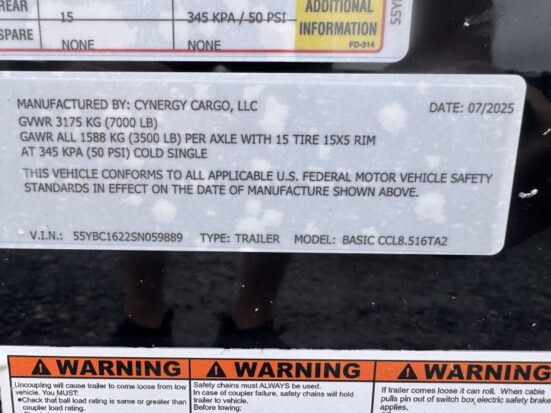 REAR
15
345 KPA / 50 PSI
SPARE
NONE
NONE
ADDITIONAL
INFORMATION
FD-314
55Y
MANUFACTURED BY: CYNERGY CARGO, LLC
DATE: 07/2025
GVWR 3175 KG (7000 LB)
GAWR ALL 1588 KG (3500 LB) PER AXLE WITH 15 TIRE 15X5 RIM
AT 345 KPA (50 PSI) COLD SINGLE
THIS VEHICLE CONFORMS TO ALL APPLICABLE U.S. FEDERAL MOTOR VEHICLE SAFETY
STANDARDS IN EFFECT ON THE DATE OF MANUFACTURE SHOWN ABOVE.
V.I.N.: 55YBC1622SN059889 TYPE: TRAILER MODEL: BASIC CCL8.516TA2
WARNING
Uncoupling will cause trailer to come loose from tow
vehicle. You MUST:
•Check that ball load rating is same or greater than
coupler load rating.
WARNING
Safety chains must ALWAYS be used.
In case of coupler failure, safety chains will hold
trailer to vehicle.
Before towing:
WARNING
If trailer comes loose it can roll. When cable
pulls pin out of switch box electric safety brake